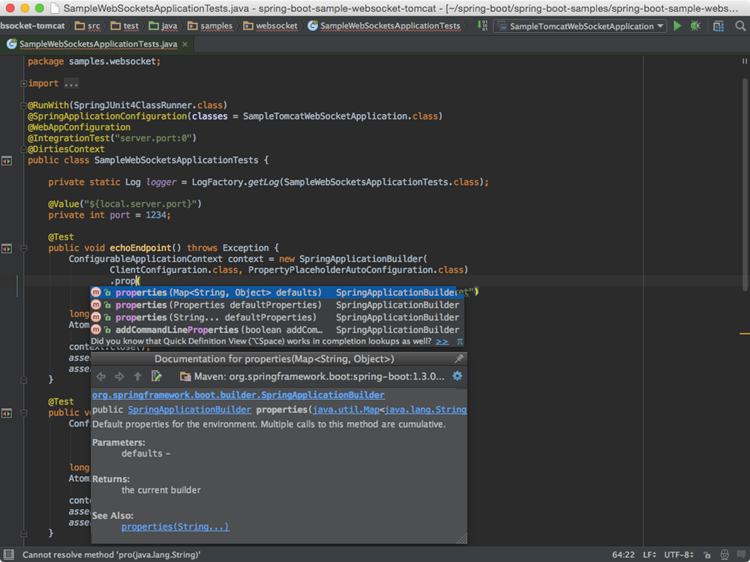 SampleWebSocketsApplicationTests.java - spring-boot-sample-websocket-tomcat - [~/spring-boot/spring-boot-samples/spring-boot-sample-webs...
bsocket-tomcat src test java samples websocket SampleWebSocketsApplicationTests SampleTomcatWebSocketApplication
SampleWebSocketsApplicationTests.java ×
package samples.websocket;
import ...
@RunWith(SpringJUnit4ClassRunner.class)
@SpringApplicationConfiguration(classes = SampleTomcatWebSocketApplication.class)
@WebAppConfiguration
@IntegrationTest("server.port:0")
@DirtiesContext
public class SampleWebSocketsApplicationTests {
private static Log logger = LogFactory.getLog(SampleWebSocketsApplicationTests.class);
@Value("${local.server.port}")
private int port = 1234;
@Test
public void echoEndpoint() throws Exception {
ConfigurableApplicationContext context = new SpringApplicationBuilder(
ClientConfiguration.class, PropertyPlaceholderAutoConfiguration.class)
.prop(
properties(Map<String, Object> defaults) SpringApplicationBuilder et")
properties(Properties defaultProperties) SpringApplicationBuilder
long properties(String... defaultProperties) SpringApplicationBuilder
Atom addCommandLineProperties(boolean addCom... SpringApplicationBuilder
Did you know that Quick Definition View (⌥Space) works in completion lookups as well? >> π
context.close();
Documentation for properties(Map<String, Object>)
asse
asse Maven: org.springframework.boot:spring-boot:1.3.0...
}
org.springframework.boot.builder.SpringApplicationBuilder
@Test
public vo public SpringApplicationBuilder properties(java.util.Map<java.lang.String
Conf Default properties for the environment. Multiple calls to this method are cumulative.
Parameters:
defaults –
long
Atom Returns:
the current builder
cont
asse See Also:
asse properties(String...)
}
Cannot resolve method 'pro(java.lang.String)' 64:22 LF÷ UTF-8÷